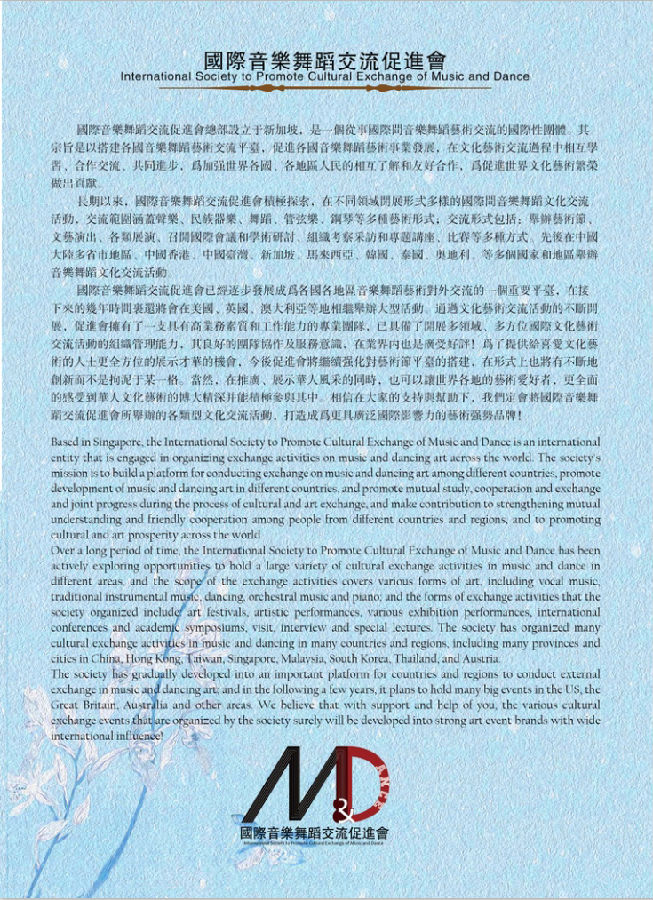 國際音樂舞蹈交流促進會
International Society to Promote Cultural Exchange of Music and Dance
國際音樂舞蹈交流促進會總部設立于新加坡，是一個從事國際間音樂舞蹈藝術交流的國際性團體。其
宗旨是以搭建各國音樂舞蹈藝術交流平臺，促進各國音樂舞蹈藝術事業發展，在文化藝術交流過程中相互學
習、合作交流、共同進步，爲加强世界各國、各地區人民的相互了解和友好合作，爲促進世界文化藝術繁榮
做出貢獻。
長期以來，國際音樂舞蹈交流促進會積極探索，在不同領域開展形式多樣的國際間音樂舞蹈文化交流
活動，交流範圍涵蓋聲樂、民族器樂、舞蹈、管弦樂、鋼琴等多種藝術形式；交流形式包括：舉辦藝術節、
文藝演出、各類展演、召開國際會議和學術研討、組織考察采訪和專題講座、比賽等多種方式。先後在中國
大陸多省市地區、中國香港、中國臺灣、新加坡、馬來西亞、韓國、泰國、奧地利、等多個國家和地區舉辦
音樂舞蹈文化交流活動。
國際音樂舞蹈交流促進會已經逐步發展成爲各國各地區音樂藝術對外交流的一個重要平臺，在接
下來的幾年時間裏還將會在美國、英國、澳大利亞等地相繼舉辦大型活動。通過文化藝術交流活動的不斷開
展，促進會擁有了一支具有高業務素質和工作能力的專業團隊，已具備了開展多領域、多方位國際文化藝術
交流活動的組織管理能力，其良好的團隊協作及服務意識，在業界内也是廣受好評！爲了提供給喜愛文化藝
術的人士更全方位的展示才華的機會，今後促進會將繼續强化對藝術節平臺的搭建，在形式上也將有不斷地
創新而不是拘泥于某一格。當然，在推廣、展示華人風采的同時，也可以讓世界各地的藝術愛好者，更全面
的感受到華人文化藝術的博大精深并能積極參與其中。相信在大家的支持與幫助下，我們定會將國際音樂舞
蹈交流促進會所舉辦的各類型文化交流活動，打造成爲更具廣泛國際影響力的藝術强勢品牌！
Based in Singapore, the International Society to Promote Cultural Exchange of Music and Dance is an international
entity that is engaged in organizing exchange activities on music and dancing art across the world. The society's
mission is to build a platform for conducting exchange on music and dancing art among different countries, promote
development of music and dancing art in different countries, and promote mutual study, cooperation and exchange
and joint progress during the process of cultural and art exchange, and make contribution to strengthening mutual
understanding and friendly cooperation among people from different countries and regions, and to promoting
cultural and art prosperity across the world.
Over a long period of time, the International Society to Promote Cultural Exchange of Music and Dance has been
actively exploring opportunities to hold a large variety of cultural exchange activities in music and dance in
different areas, and the scope of the exchange activities covers various forms of art, including vocal music,
traditional instrumental music, dancing, orchestral music and piano; and the forms of exchange activities that the
society organized include: art festivals, artistic performances, various exhibition performances, international
conferences and academic symposiums, visit, interview and special lectures. The society has organized many
cultural exchange activities in music and dancing in many countries and regions, including many provinces and
cities in China, Hong Kong, Taiwan, Singapore, Malaysia, South Korea, Thailand, and Austria.
The society has gradually developed into an important platform for countries and regions to conduct external
exchange in music and dancing art; and in the following a few years, it plans to hold many big events in the US, the
Great Britain, Australia and other areas. We believe that with support and help of you, the various cultural
exchange events that are organized by the society surely will be developed into strong art event brands with wide
international influence!
M&DANCE
國際音樂舞蹈交流促進會
International Society to Promote Cultural Exchange of Music and Dance